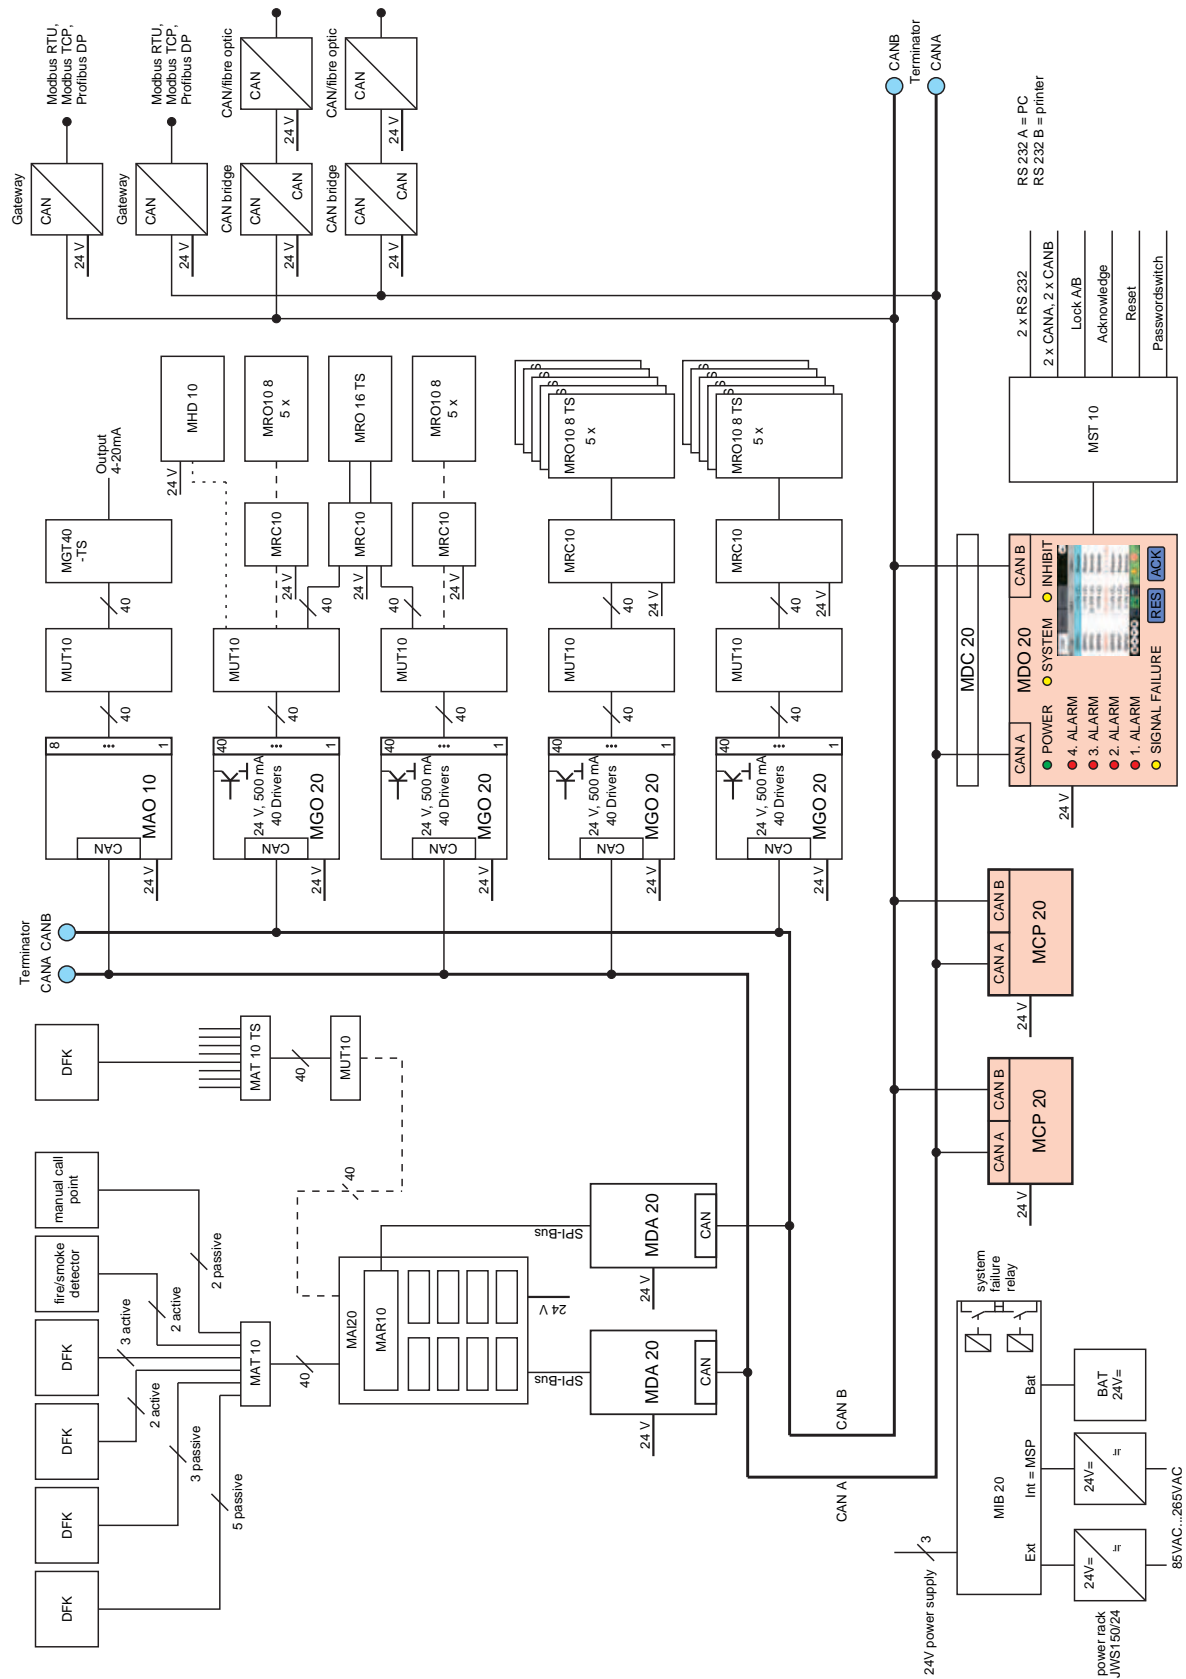 DFK
DFK
DFK
DFK
fire/smoke
detector
manual call
point
DFK
5 passive
3 passive
2 active
3 active
2 active
2 passive
MAT 10
MAT 10 TS
40
40
MUT10
40
MAI20
MAR10
24 V
SPI-Bus
SPI-Bus
MDA 20
CAN
24 V
MDA 20
CAN
24 V
CAN A
CAN B
Terminator
CANA CANB
MAO 10
CAN
24 V
8
...
1
40
MUT10
40
MGT40
-TS
Output
4-20mA
24 V, 500 mA
40 Drivers
MGO 20
CAN
24 V
40
...
1
40
MUT10
24 V
MHD 10
MRC10
24 V
MRO10 8
5 x
40
MRC10
24 V
MRO 16 TS
40
24 V, 500 mA
40 Drivers
MGO 20
CAN
24 V
40
...
1
40
MUT10
MRC10
24 V
MRO10 8
5 x
24 V, 500 mA
40 Drivers
MGO 20
CAN
24 V
40
...
1
40
MUT10
40
MRC10
24 V
MRO10 8 TS
5 x
24 V, 500 mA
40 Drivers
MGO 20
CAN
24 V
40
...
1
40
MUT10
40
MRC10
24 V
MRO10 8 TS
5 x
Gateway
CAN
24 V
Modbus RTU,
Modbus TCP,
Profibus DP
Gateway
CAN
24 V
Modbus RTU,
Modbus TCP,
Profibus DP
CAN bridge
CAN
CAN
24 V
CAN/fibre optic
CAN
24 V
CAN bridge
CAN
CAN
24 V
CAN/fibre optic
CAN
24 V
CANB
Terminator
CANA
24V power supply
3
MIB 20
Ext
Int = MSP
Bat
system
failure
relay
power rack
JWS150/24
24V=
24V=
BAT
24V=
85VAC...265VAC
CAN A
CAN B
MCP 20
24 V
CAN A
CAN B
MCP 20
24 V
MDC 20
CAN A
MDO 20
CAN B
24 V
POWER
SYSTEM
INHIBIT
4. ALARM
3. ALARM
2. ALARM
1. ALARM
SIGNAL FAILURE
RES
ACK
MST 10
2 x RS 232
2 x CANA, 2 x CANB
Lock A/B
Acknowledge
Reset
Passwordswitch
RS 232 A = PC
RS 232 B = printer